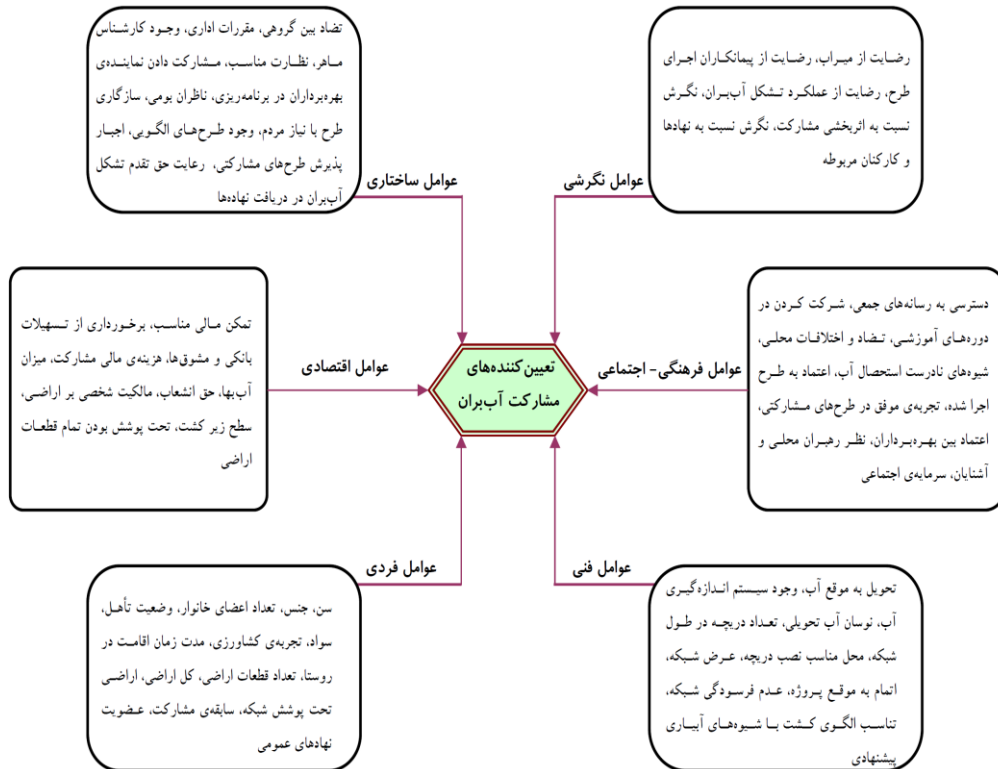 رضایت از میراب، رضایت از پیمانکاران اجرای
طرح، رضایت از عملکرد تشکل آب‌بران، نگرش
نسبت به اثربخشی مشارکت، نگرش نسبت به نهادها
و کارکنان مربوطه
عوامل نگرشی
تضاد بین گروهی، مقررات اداری، وجود کارشناس
ماهر، نظارت مناسب، مشارکت دادن نماینده‌ی
بهره‌برداران در برنامه‌ریزی، ناظران بومی، سازگاری
طرح با نیاز مردم، وجود طرح‌های الگویی، اجبار
پذیرش طرح‌های مشارکتی، رعایت حق تقدم تشکل
آب‌بران در دریافت نهاده‌ها
عوامل ساختاری
دسترسی به رسانه‌های جمعی، شرکت کردن در
دوره‌های آموزشی، تضاد و اختلافات محلی،
شیوه‌های نادرست استحصال آب، اعتماد به طرح
اجرا شده، تجربه‌ی موفق در طرح‌های مشارکتی،
اعتماد بین بهره‌برداران، نظر رهبران محلی و
آشنایان، سرمایه‌ی اجتماعی
عوامل فرهنگی- اجتماعی
تعیین‌کننده‌های
مشارکت آب‌بران
عوامل اقتصادی
تمکن مالی مناسب، برخورداری از تسهیلات
بانکی و مشوق‌ها، هزینه‌ی مالی مشارکت، میزان
آب‌بها، حق انشعاب، مالکیت شخصی بر اراضی،
سطح زیر کشت، تحت پوشش بودن تمام قطعات
اراضی
عوامل فنی
تحویل به موقع آب، وجود سیستم اندازه‌گیری
آب، نوسان آب تحویلی، تعداد دریچه در طول
شبکه، محل مناسب نصب دریچه، عرض شبکه،
اتمام به موقع پروژه، عدم فرسودگی شبکه،
تناسب الگوی کشت با شیوه‌های آبیاری
پیشنهادی
عوامل فردی
سن، جنس، تعداد اعضای خانوار، وضعیت تأهل،
سواد، تجربه‌ی کشاورزی، مدت زمان اقامت در
روستا، تعداد قطعات اراضی، کل اراضی، اراضی
تحت پوشش شبکه، سابقه‌ی مشارکت، عضویت
نهادهای عمومی